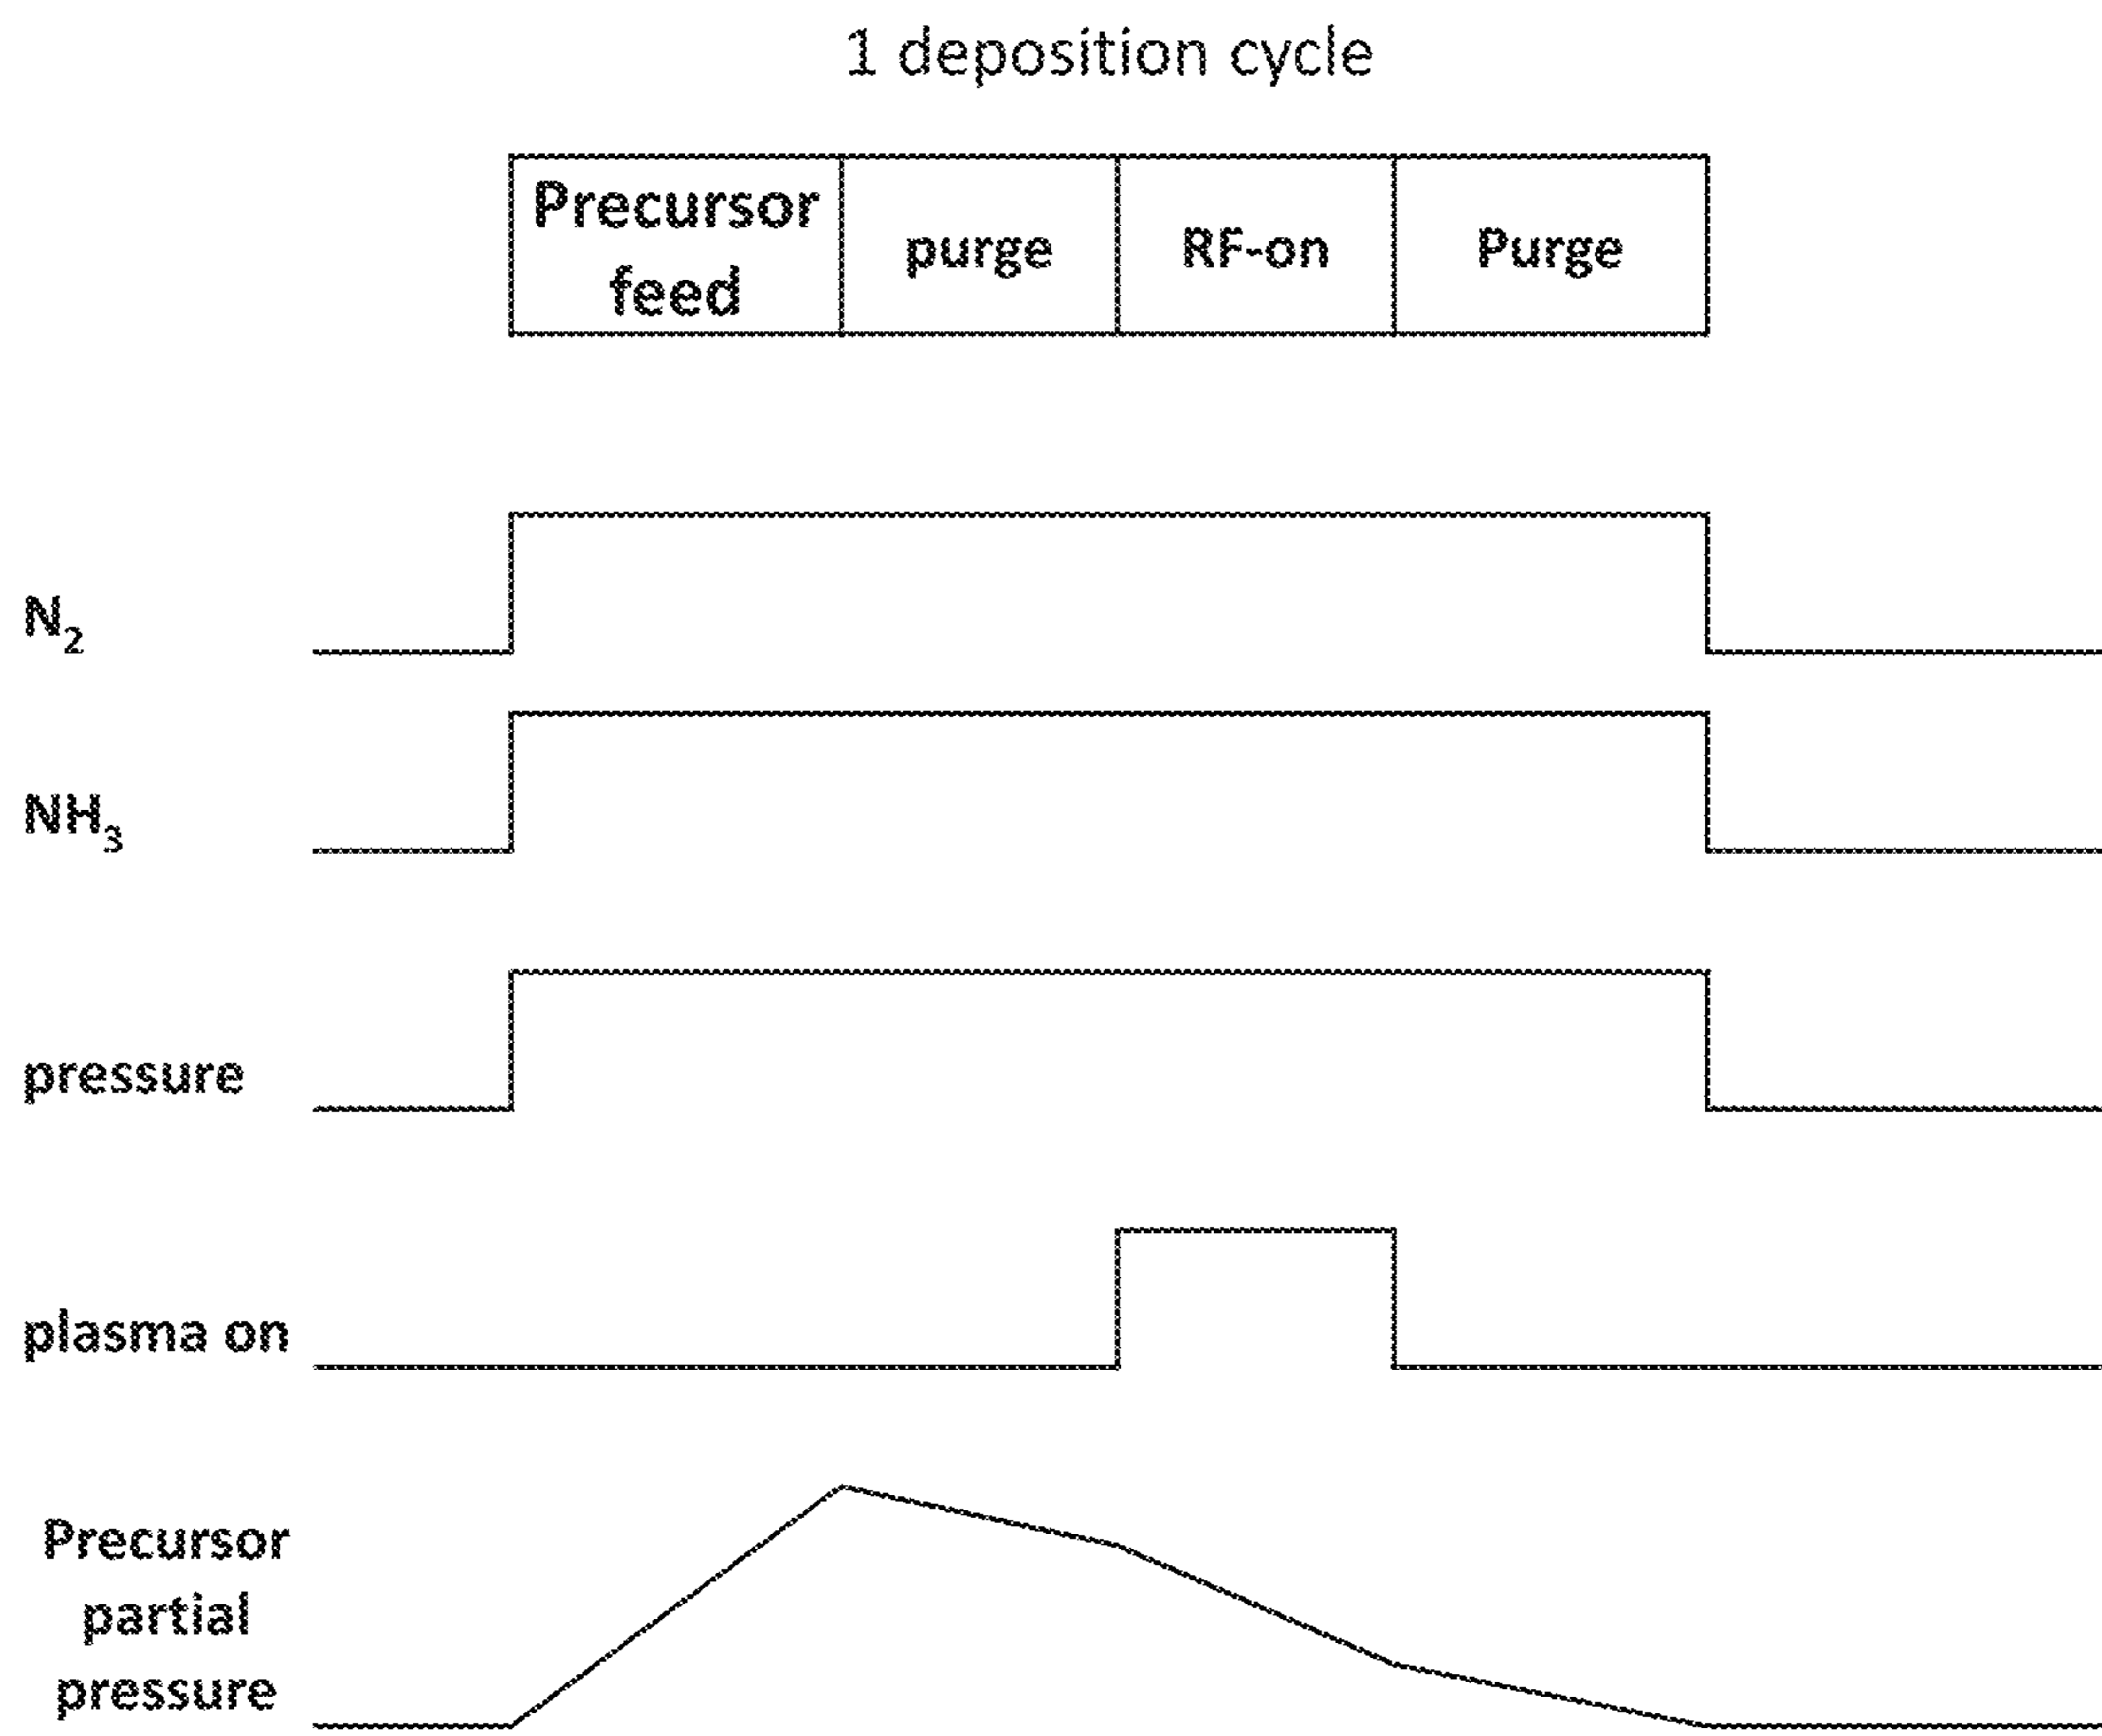 1 deposition cycle
Precursor
feed
purge
RF-on
Purge
N₂
NH₃
pressure
plasma on
Precursor
partial
pressure